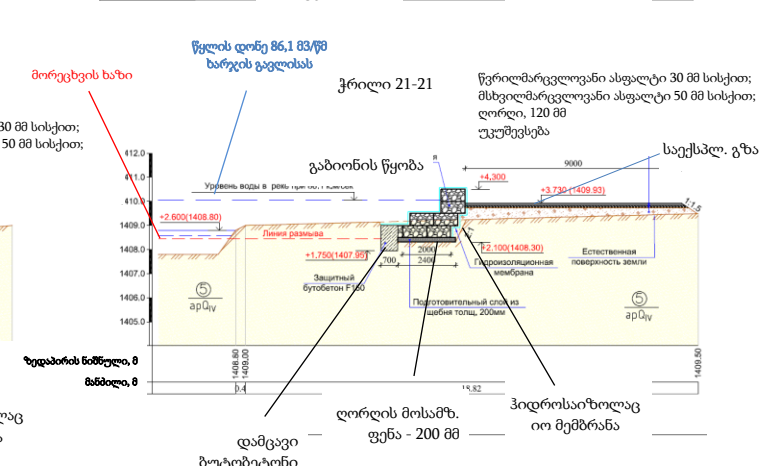 წყლის დონე 86,1 მ3/წმ
ხარჯის გავლისას
მორეცხვის ხაზი
ჭრილი 21-21
წვრილმარცვლოვანი ასფალტი 30 მმ სისქით;
მსხვილმარცვლოვანი ასფალტი 50 მმ სისქით;
ღორღი, 120 მმ
უკუშევსება
30 მმ სისქით;
50 მმ სისქით;
საექსპლ. გზა
გაბიონის წყობა
9000
412.0
410.0
+4,300
+3.730 (1409.93)
1:1.5
Уровень воды в
+2.600(1408.80)
1409.0
Линия размыва
1408.0
+1,750(1407.95)
2000
+2,100(1408.30)
700
2400
Гидроизоляционная
мембрана
Естественная
поверхность земли
1407.0
Защитный
бутобетон F150
1406.0
5
apQIV
5
apQIV
Подготовительный слой из
щебня толщ, 200мм
1405.0
ზედაპირის ნიშნული, მ
1408.80
1409.00
1409.50
მანძილი, მ
0.4
18.82
ღორღის მოსამზ.
ფენა - 200 მმ
ჰიდროსაიზოლაც
იო მემბრანა
დამცავი
ბუტობეტონი